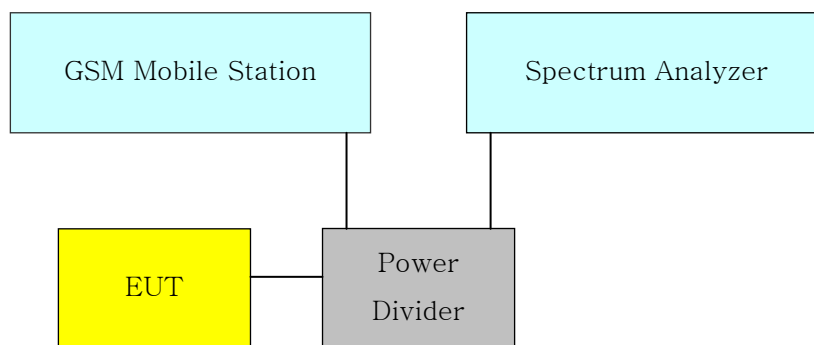 GSM Mobile Station
Spectrum Analyzer
EUT
Power
Divider